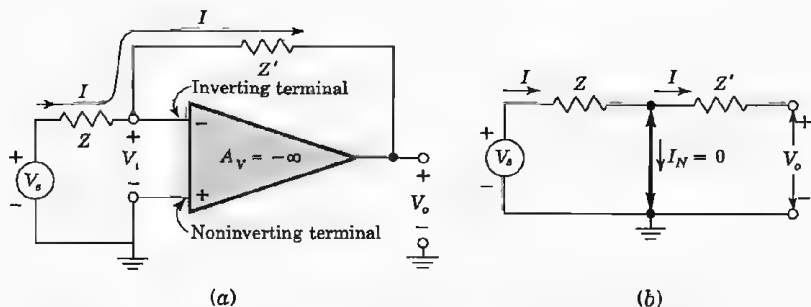 I
Z'
I
Z
Inverting terminal
−
+
V_i
−
A_V = −∞
+
V_s
−
+
Noninverting terminal
+
V_o
−
(a)
I
Z
I
Z'
+
V_s
−
I_N = 0
+
V_o
−
(b)